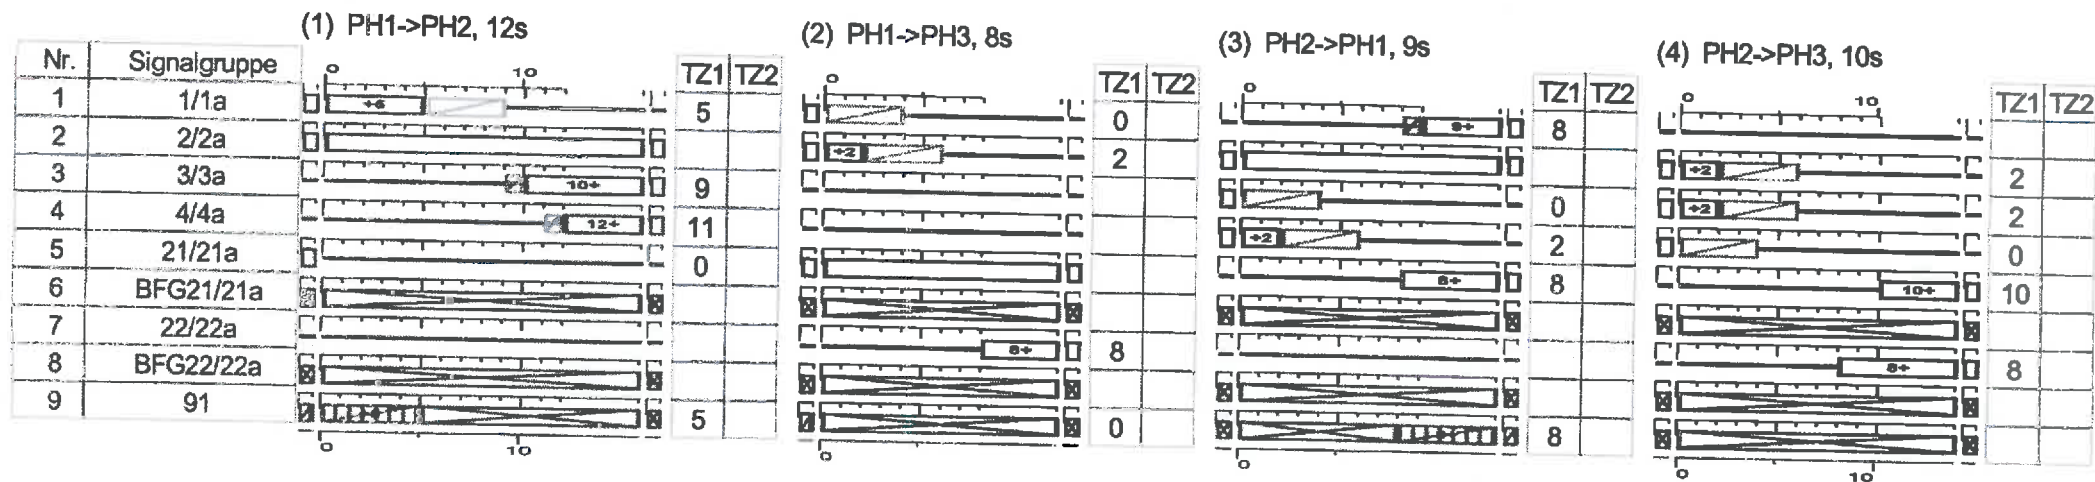 (1) PH1->PH2, 12s
(2) PH1->PH3, 8s
(3) PH2->PH1, 9s
(4) PH2->PH3, 10s
Nr. Signalgruppe 0 10 TZ1 TZ2 0 TZ1 TZ2 0 TZ1 TZ2 0 10 TZ1 TZ2
1 1/1a 5 0 9+ 8
2 2/2a ÷2 2 ÷2 2
3 3/3a 10+ 9 0 ÷2 2
4 4/4a 12+ 11 ÷2 2 0
5 21/21a 0 8+ 8 10+ 10
6 BFG21/21a
7 22/22a 8+ 8 8+ 8
8 BFG22/22a
9 91 5 0 8
0 10 0 0 0 10